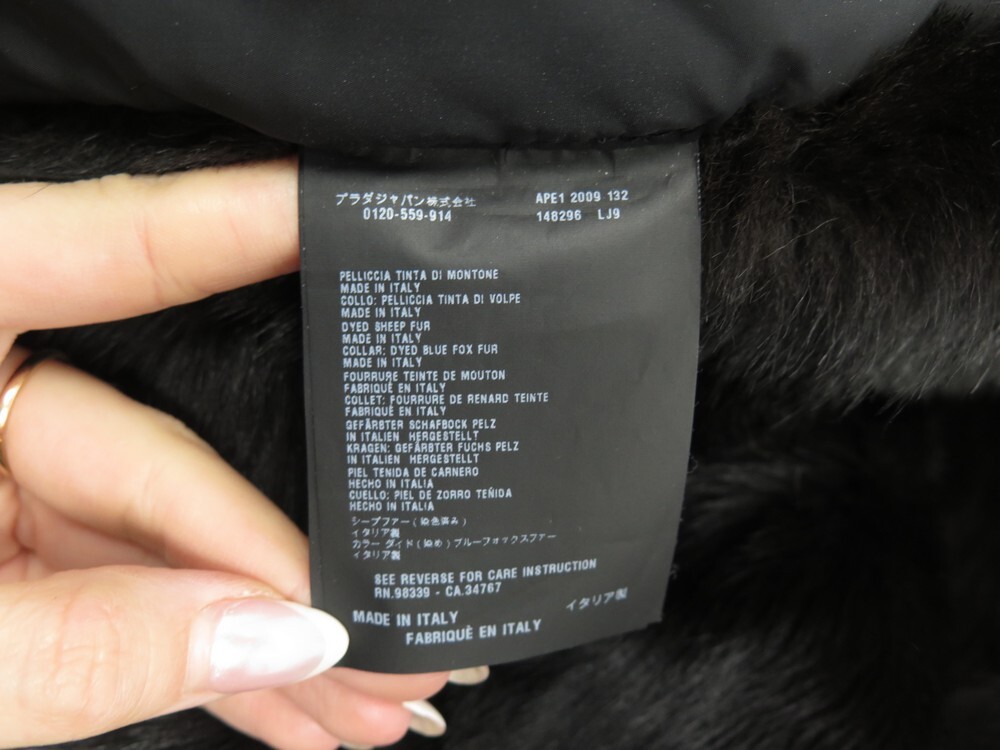 プラダジャパン株式会社 APE1 2009 132
0120-559-914 148296 LJ9
PELLICCIA TINTA DI MONTONE
MADE IN ITALY
COLLO: PELLICCIA TINTA DI VOLPE
MADE IN ITALY
DYED SHEEP FUR
MADE IN ITALY
COLLAR: DYED BLUE FOX FUR
MADE IN ITALY
FOURRURE TEINTE DE MOUTON
FABRIQUÈ EN ITALY
COLLET: FOURRURE DE RENARD TEINTE
FABRIQUÈ EN ITALY
GEFÄRBTER SCHAFBOCK PELZ
IN ITALIEN HERGESTELLT
KRAGEN: GEFÄRBTER FUCHS PELZ
IN ITALIEN HERGESTELLT
PIEL TENIDA DE CARNERO
HECHO IN ITALIA
CUELLO: PIEL DE ZORRO TEÑIDA
HECHO IN ITALIA
シープファー(染色済み)
イタリア製
カラー ダイド(染め)ブルーフォックスファー
イタリア製
SEE REVERSE FOR CARE INSTRUCTION
RN.98339 - CA.34767
MADE IN ITALY イタリア製
FABRIQUÈ EN ITALY